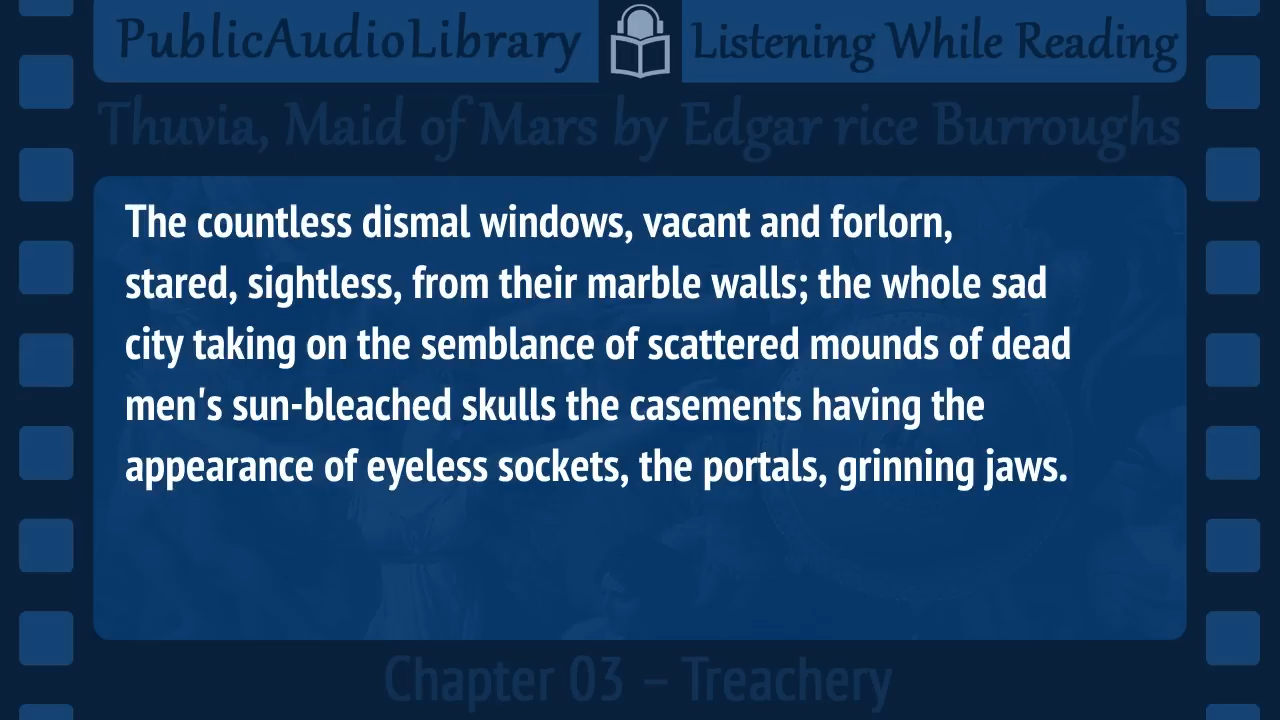 PublicAudioLibrary Listening While Reading
Thuvia, Maid of Mars by Edgar rice Burroughs
The countless dismal windows, vacant and forlorn,
stared, sightless, from their marble walls; the whole sad
city taking on the semblance of scattered mounds of dead
men's sun-bleached skulls the casements having the
appearance of eyeless sockets, the portals, grinning jaws.
Chapter 03 – Treachery